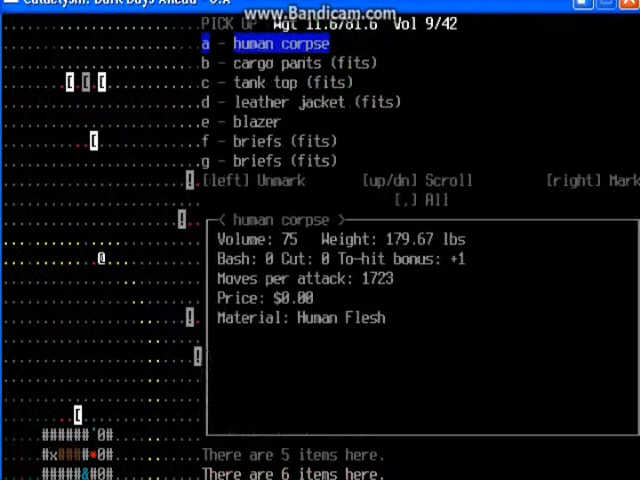 Cataclysm: Dark Days Ahead - 0.A
www.Bandicam.com
PICK UP Wgt 11.6/81.6 Vol 9/42
a - human corpse
b - cargo pants (fits)
c - tank top (fits)
d - leather jacket (fits)
e - blazer
f - briefs (fits)
g - briefs (fits)
[left] Unmark [up/dn] Scroll [right] Mark
[.] All
< human corpse >
Volume: 75 Weight: 179.67 lbs
Bash: 0 Cut: 0 To-hit bonus: +1
Moves per attack: 1723
Price: $0.00
Material: Human Flesh
There are 5 items here.
There are 6 items here.